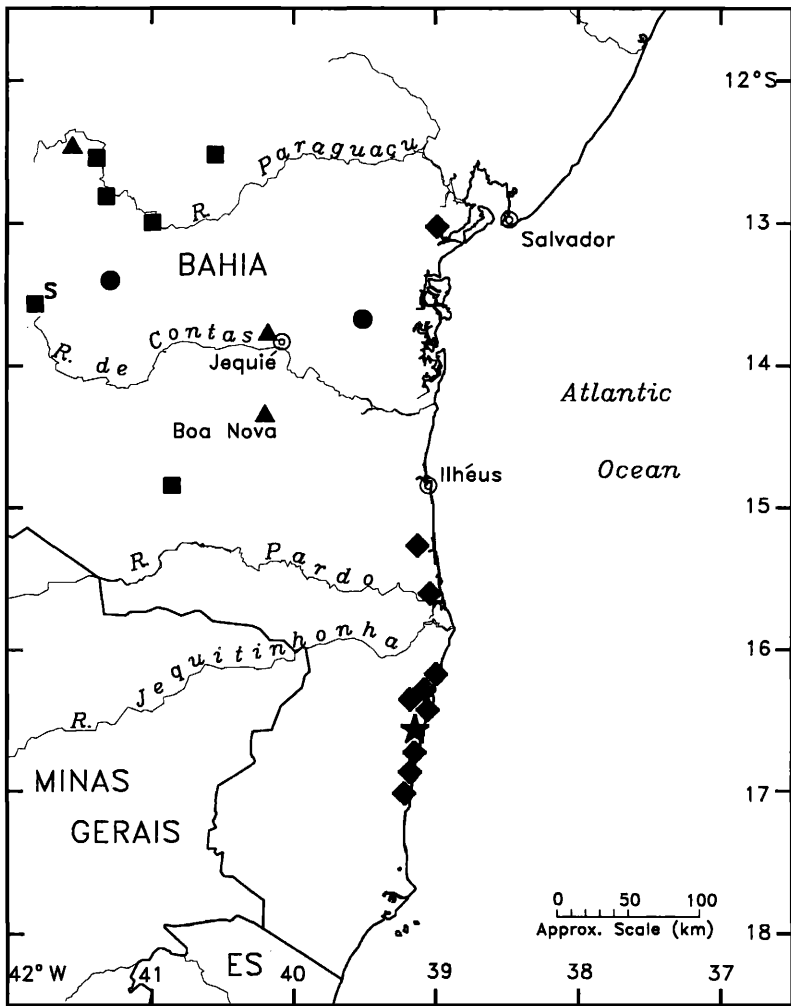 12°S
R. Paraguaçu
13
Salvador
BAHIA
S
R. de Contas
Jequié
14
Atlantic
Boa Nova
Ocean
Ilhéus
15
R. Pardo
16
R. Jequitinhonha
MINAS
17
GERAIS
0 50 100
Approx. Scale (km)
18
42°W 41 ES 40 39 38 37